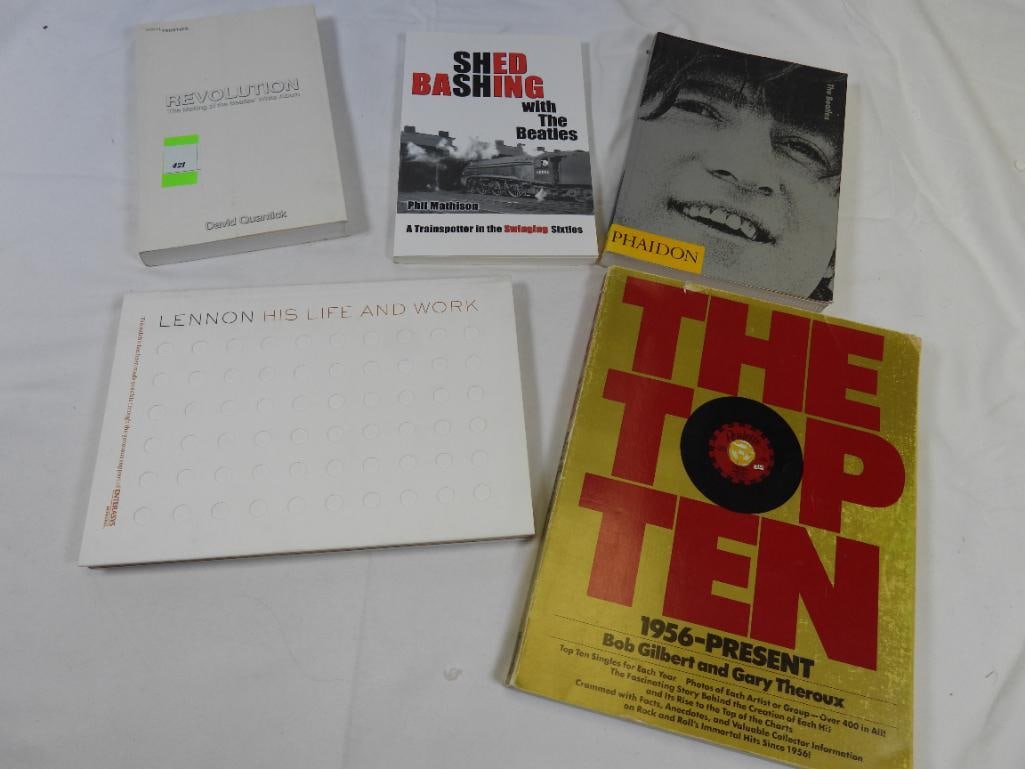 REVOLUTION
The Making of the Beatles' White Album
421
David Quantick
SHED
BASHING
with
The
Beatles
Phil Mathison
A Trainspotter in the Swinging Sixties
The Beatles
PHAIDON
LENNON HIS LIFE AND WORK
ENTERASYS
THE
TOP
TEN
1956-PRESENT
Bob Gilbert and Gary Theroux
Top Ten Singles for Each Year Photos of Each Artist or Group—Over 400 in All!
The Fascinating Story Behind the Creation of Each Hit
and Its Rise to the Top of the Charts
Crammed with Facts, Anecdotes, and Valuable Collector Information
on Rock and Roll's Immortal Hits Since 1956!